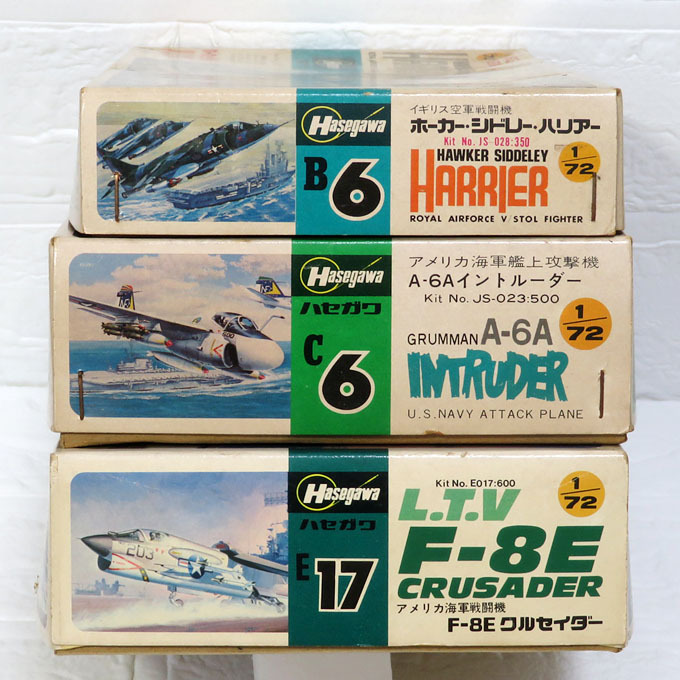 Hasegawa
B6
イギリス空軍戦闘機
ホーカー・シドレー・ハリアー
Kit No. JS-028:350
HAWKER SIDDELEY
HARRIER
1/72
ROYAL AIRFORCE V/STOL FIGHTER
Hasegawa
ハセガワ
C6
アメリカ海軍艦上攻撃機
A-6Aイントルーダー
Kit No. JS-023:500
GRUMMAN A-6A
INTRUDER
1/72
U.S. NAVY ATTACK PLANE
Hasegawa
ハセガワ
E17
Kit No. E017:600
L.T.V
F-8E
CRUSADER
1/72
アメリカ海軍戦闘機
F-8E クルセイダー
203